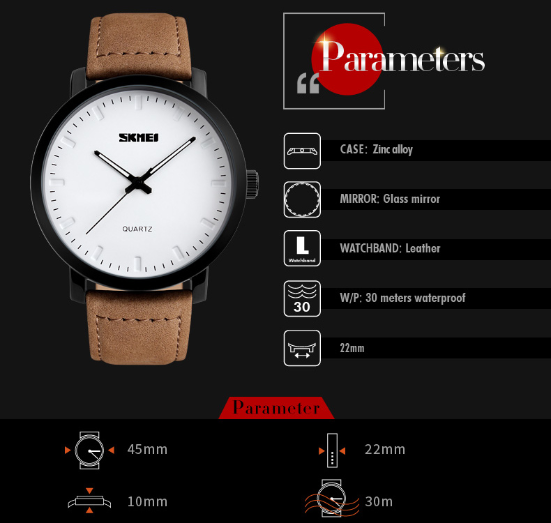 SKMEI
QUARTZ
Parameters
CASE: Zinc alloy
MIRROR: Glass mirror
L
Watchband
WATCHBAND: Leather
30
W/P: 30 meters waterproof
22mm
Parameter
45mm
22mm
10mm
30m